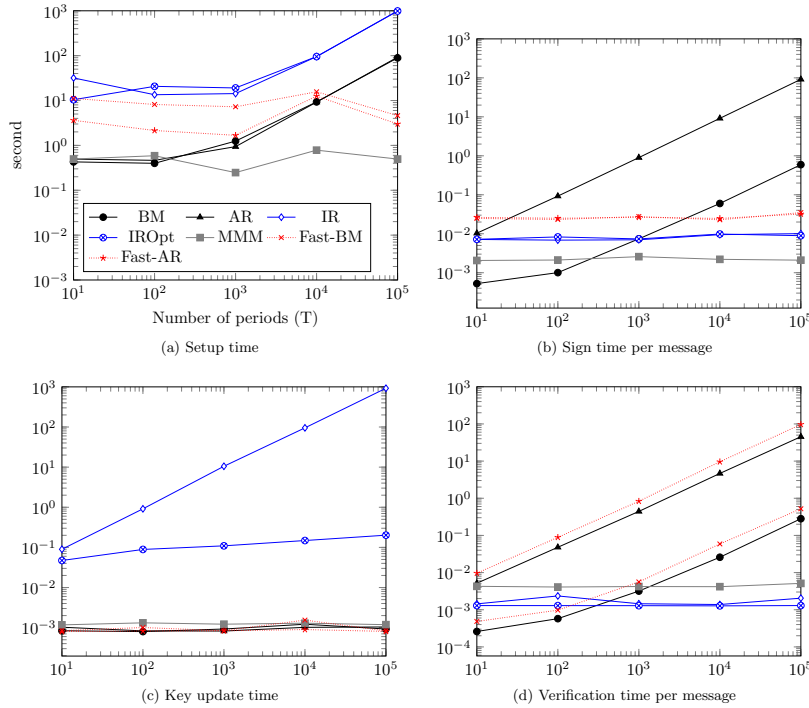 10^3
10^2
10^1
10^0
10^−1
10^−2
10^−3
second
BM AR IR
IROpt MMM Fast-BM
Fast-AR
10^1 10^2 10^3 10^4 10^5
Number of periods (T)
(a) Setup time
10^3
10^2
10^1
10^0
10^−1
10^−2
10^−3
10^1 10^2 10^3 10^4 10^5
(b) Sign time per message
10^3
10^2
10^1
10^0
10^−1
10^−2
10^−3
10^1 10^2 10^3 10^4 10^5
(c) Key update time
10^3
10^2
10^1
10^0
10^−1
10^−2
10^−3
10^−4
10^1 10^2 10^3 10^4 10^5
(d) Verification time per message